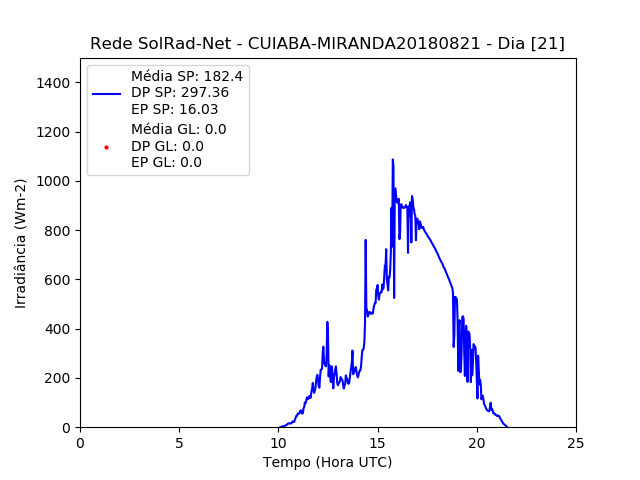 Rede SolRad-Net - CUIABA-MIRANDA20180821 - Dia [21]
Média SP: 182.4
DP SP: 297.36
EP SP: 16.03
Média GL: 0.0
DP GL: 0.0
EP GL: 0.0
Irradiância (Wm-2)
1400
1200
1000
800
600
400
200
0
0 5 10 15 20 25
Tempo (Hora UTC)